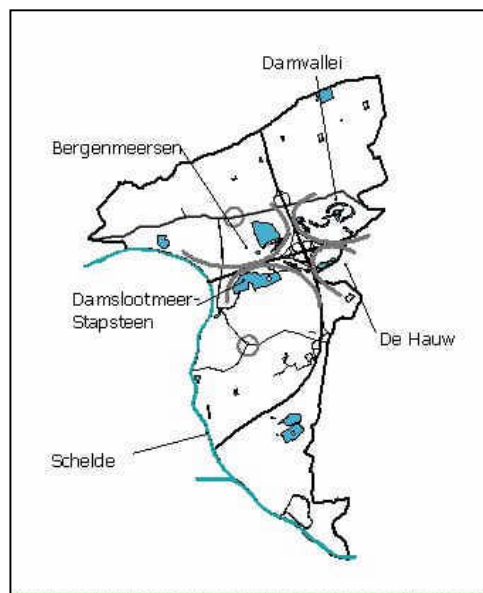 Damvallei
Bergenmeersen
Damslootmeer-
Stapsteen
De Hauw
Schelde